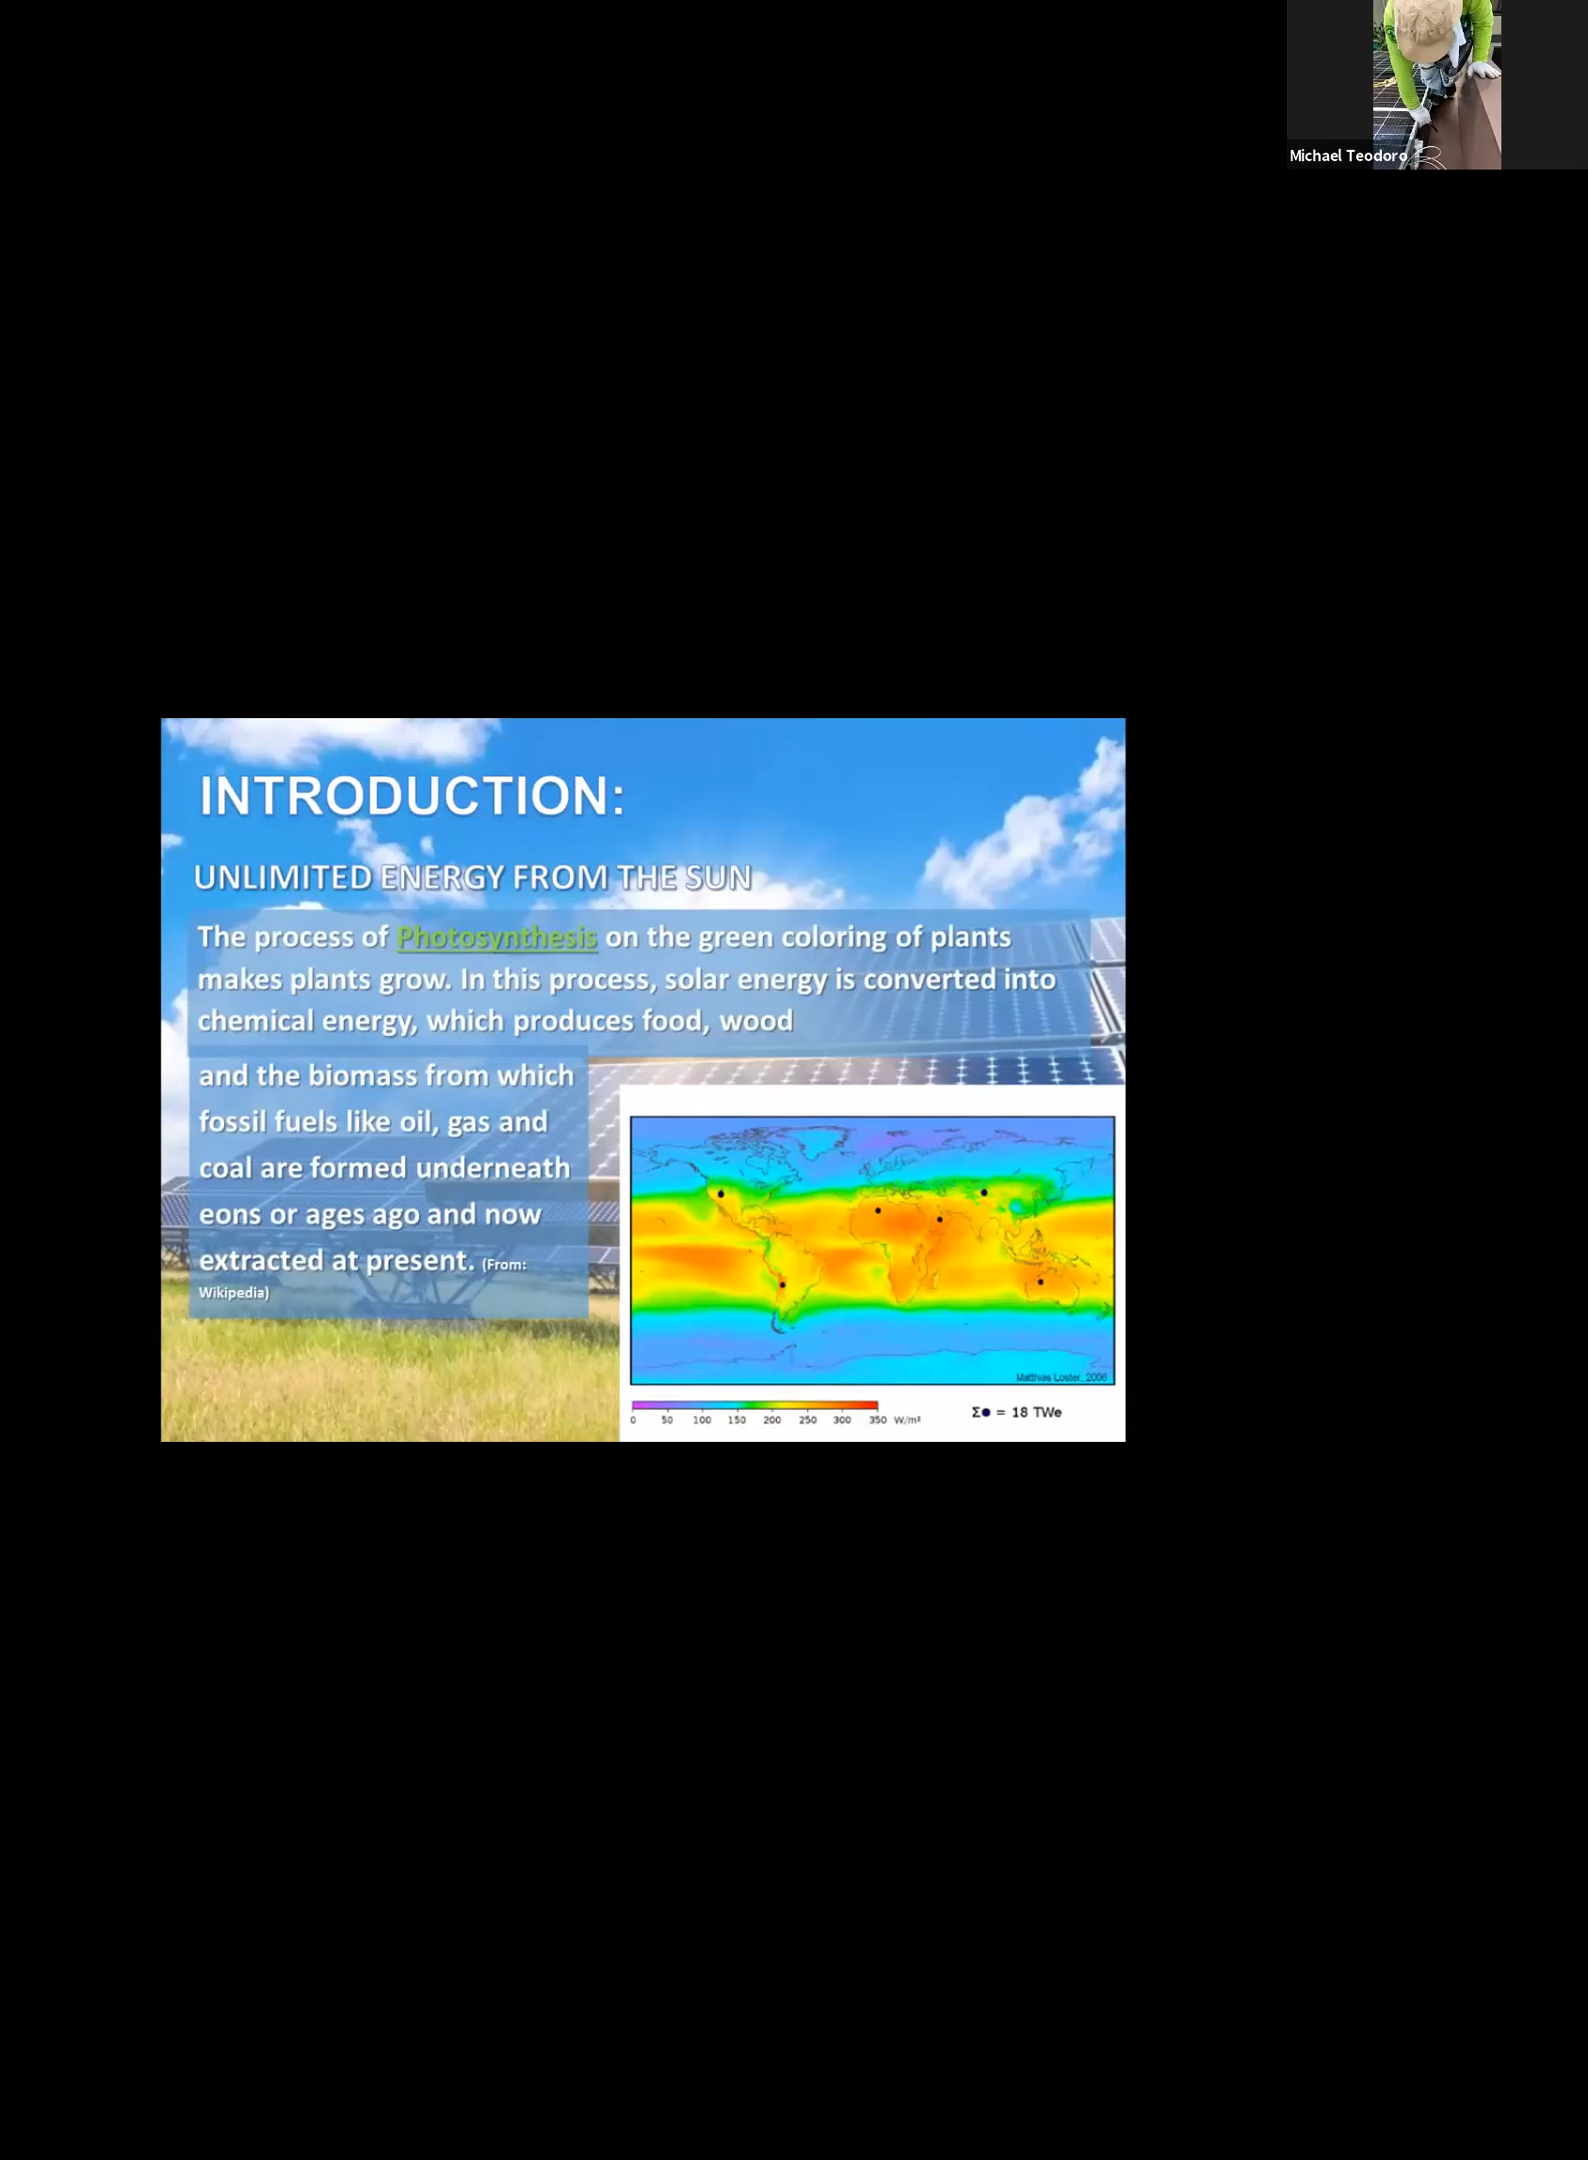 Michael Teodoro
INTRODUCTION:
UNLIMITED ENERGY FROM THE SUN
The process of Photosynthesis on the green coloring of plants
makes plants grow. In this process, solar energy is converted into
chemical energy, which produces food, wood
and the biomass from which
fossil fuels like oil, gas and
coal are formed underneath
eons or ages ago and now
extracted at present. (From:
Wikipedia)
Matthias Loster, 2006
0 50 100 150 200 250 300 350 W/m²
Σ● = 18 TWe